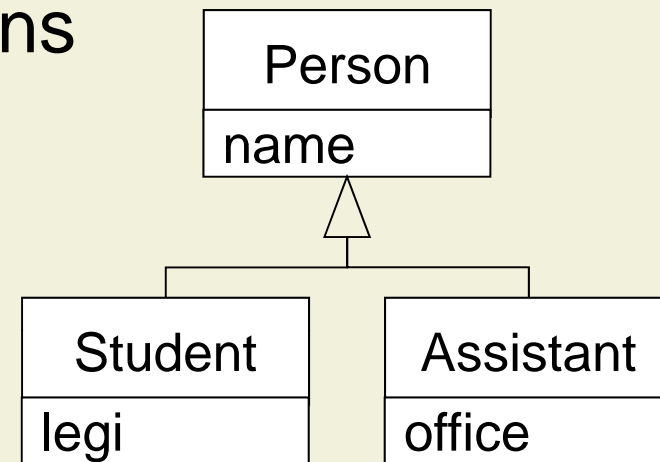 ns
Person
name
Student
Assistant
legi
office